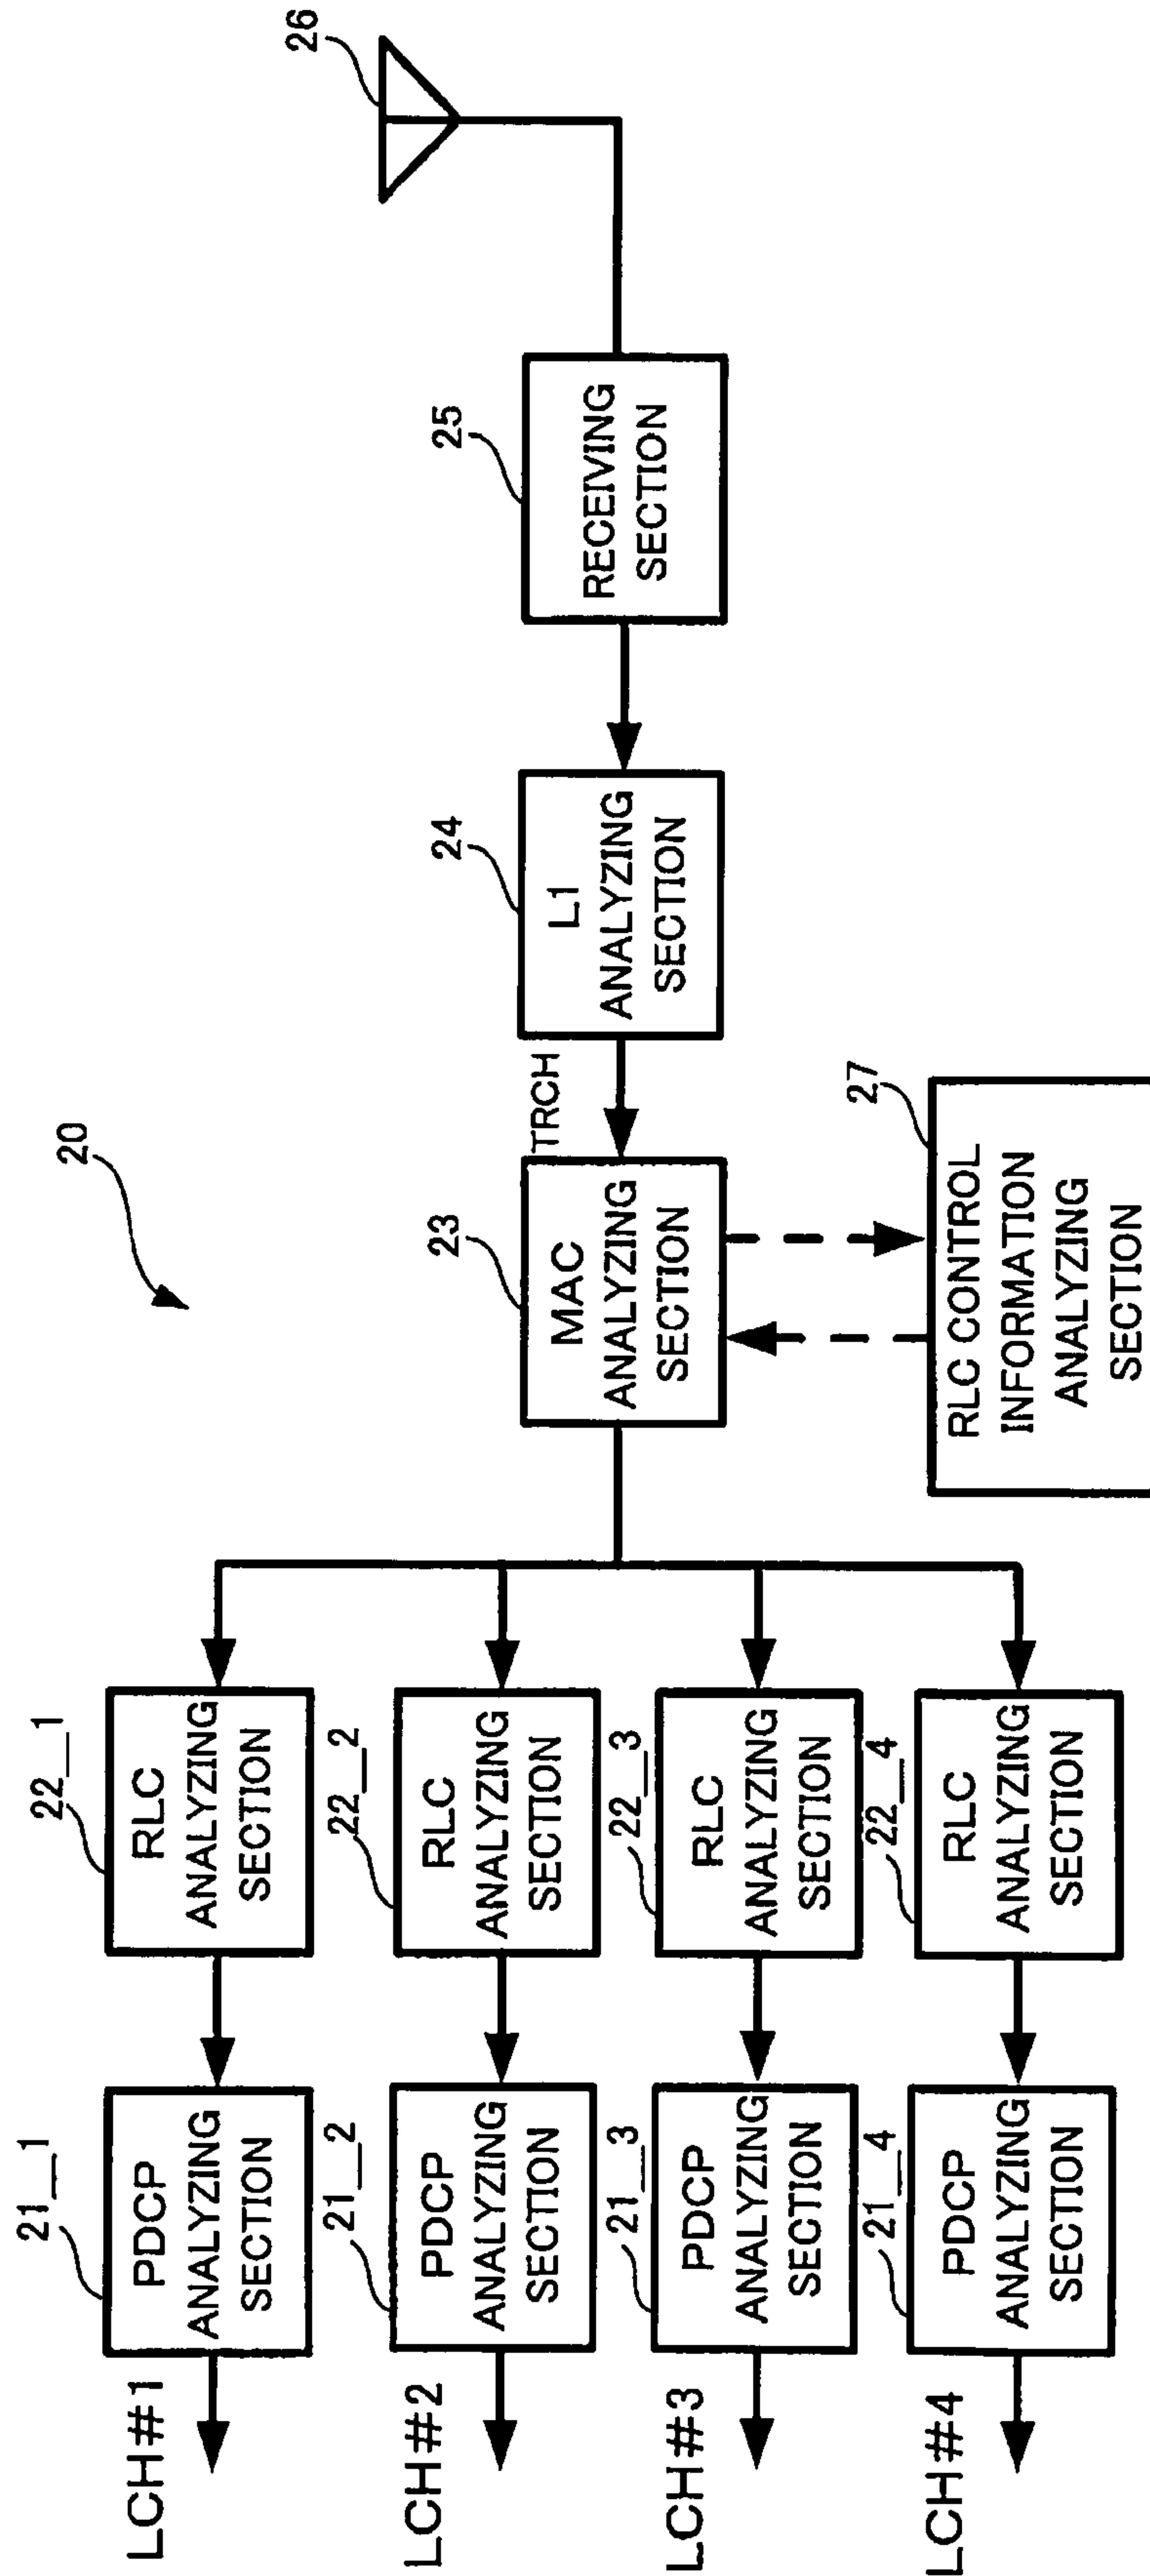 20
LCH#1
21_1
PDCP
ANALYZING
SECTION
22_1
RLC
ANALYZING
SECTION
LCH#2
21_2
PDCP
ANALYZING
SECTION
22_2
RLC
ANALYZING
SECTION
LCH#3
21_3
PDCP
ANALYZING
SECTION
22_3
RLC
ANALYZING
SECTION
LCH#4
21_4
PDCP
ANALYZING
SECTION
22_4
RLC
ANALYZING
SECTION
23
MAC
ANALYZING
SECTION
TRCH
24
L1
ANALYZING
SECTION
25
RECEIVING
SECTION
26
27
RLC CONTROL
INFORMATION
ANALYZING
SECTION